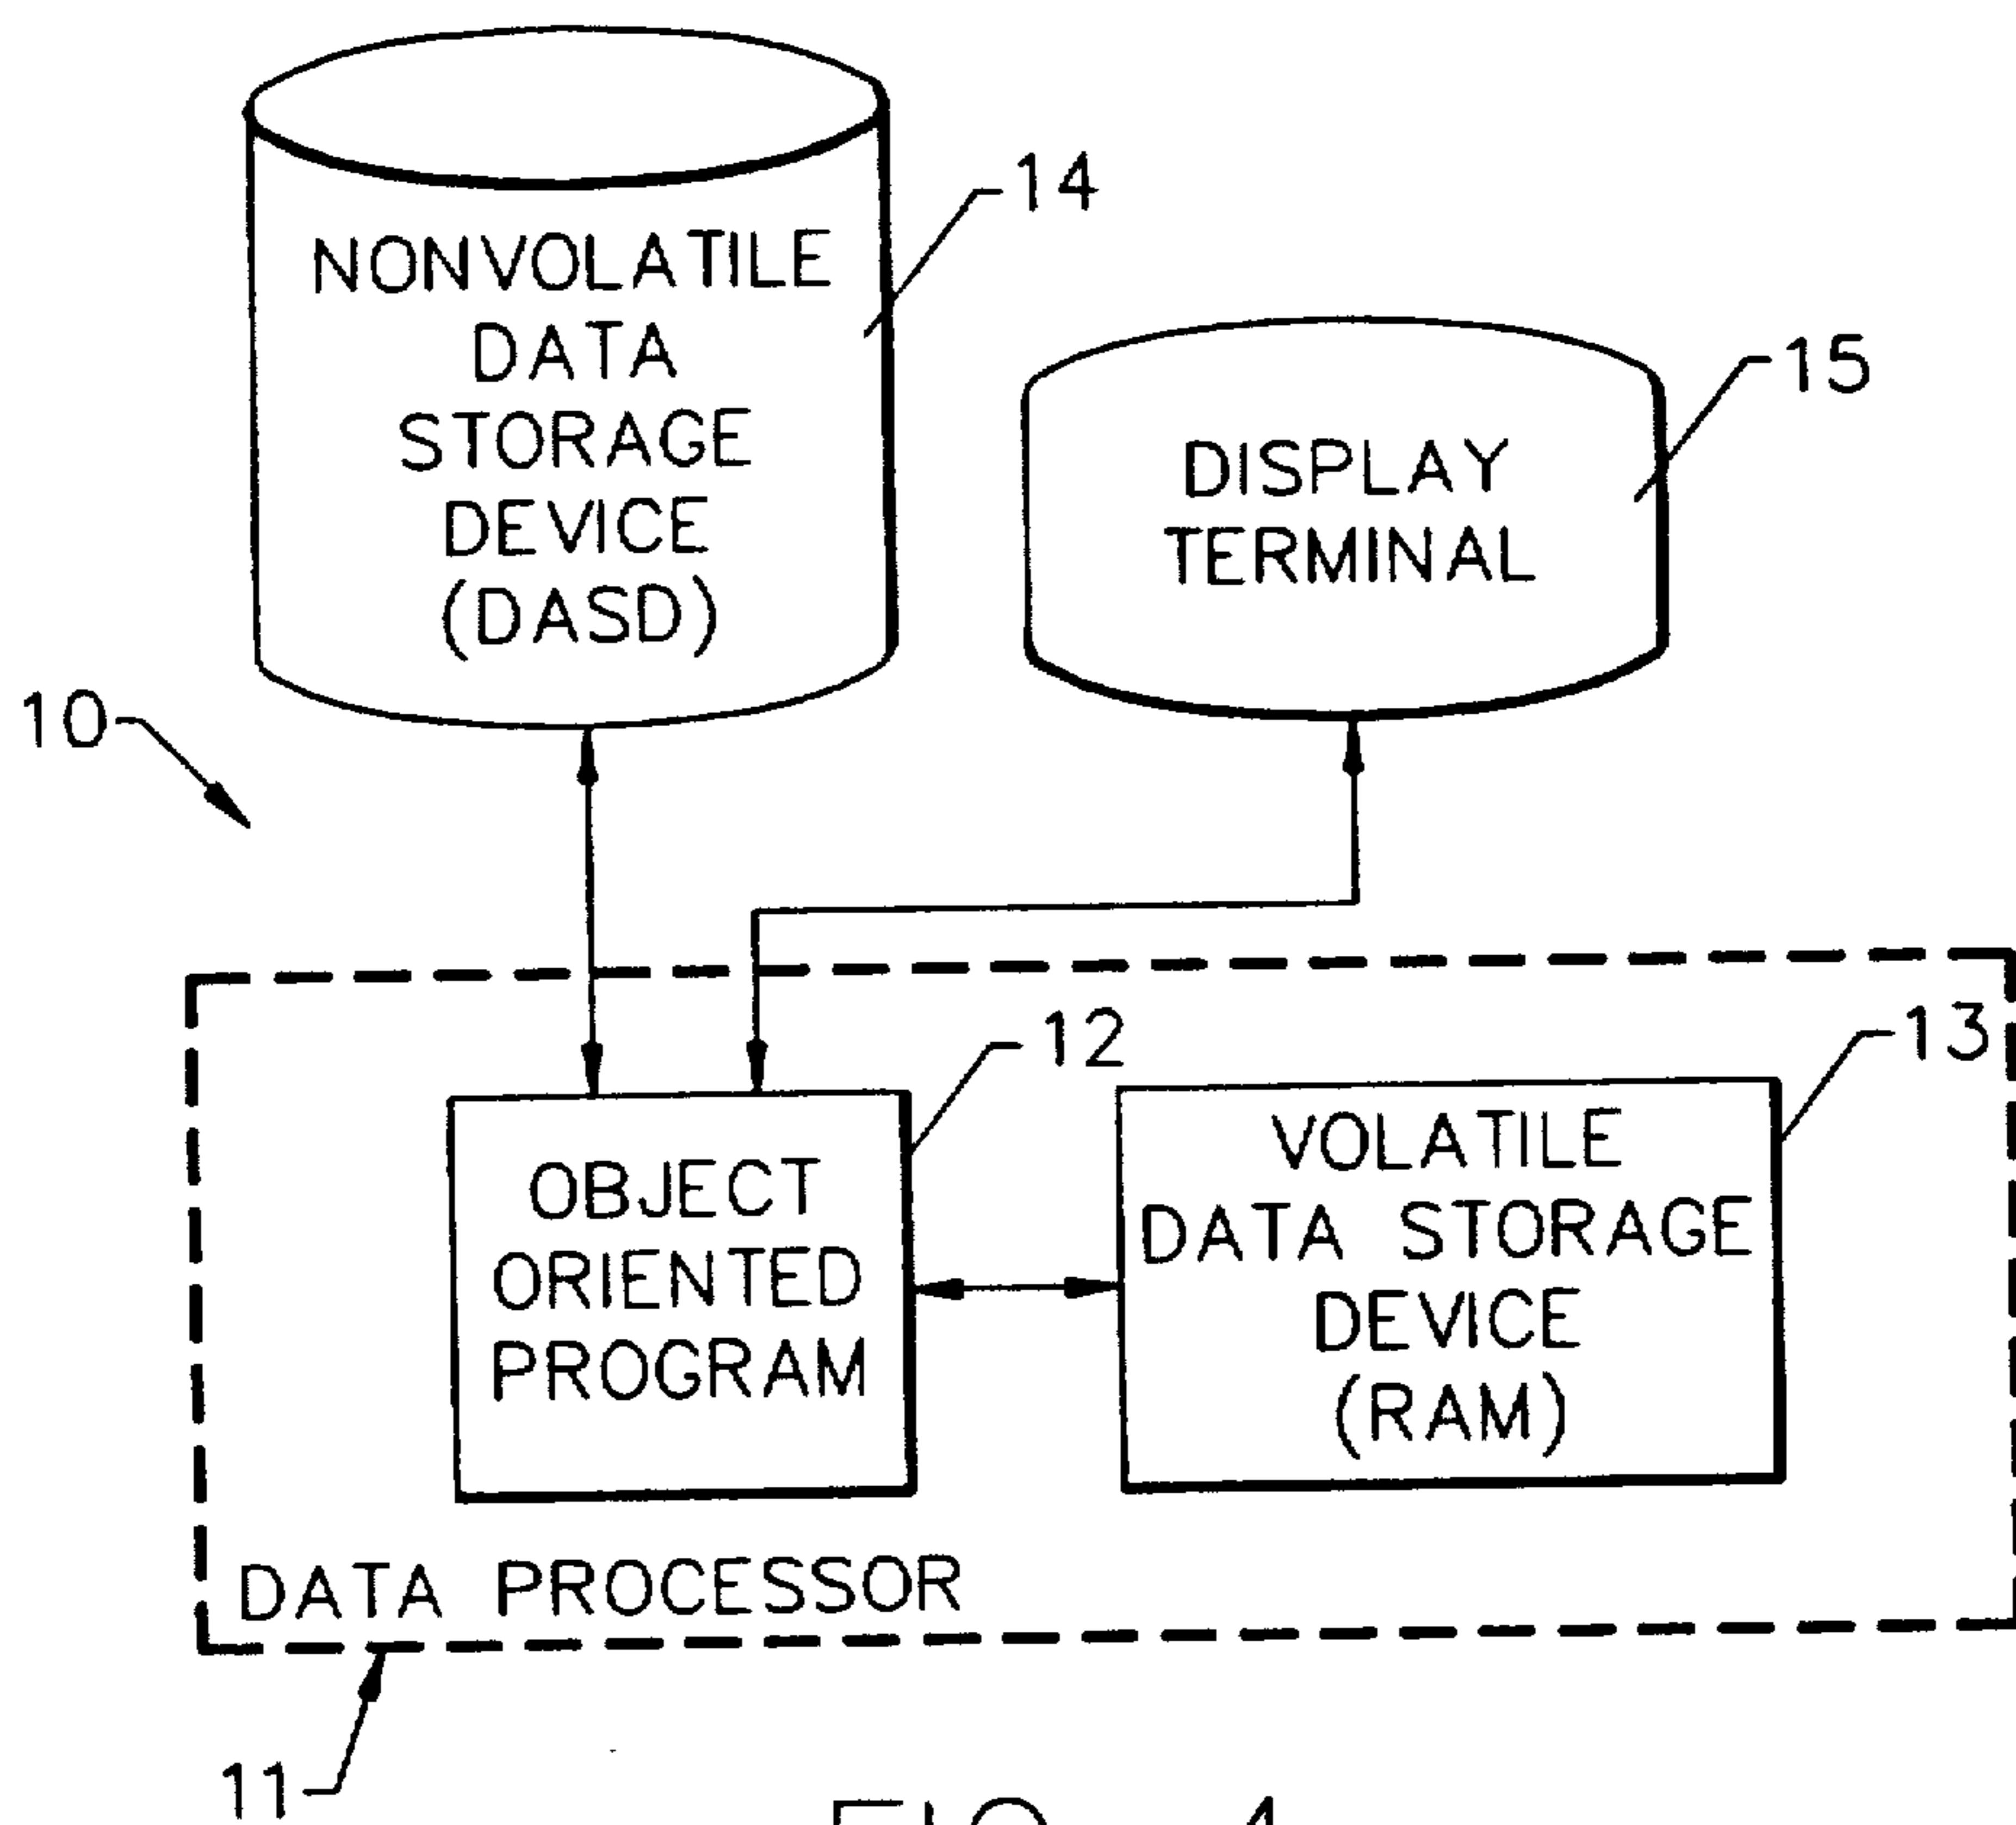 14
NONVOLATILE
DATA
STORAGE
DEVICE
(DASD)
15
DISPLAY
TERMINAL
10
12
13
OBJECT
ORIENTED
PROGRAM
VOLATILE
DATA STORAGE
DEVICE
(RAM)
DATA PROCESSOR
11